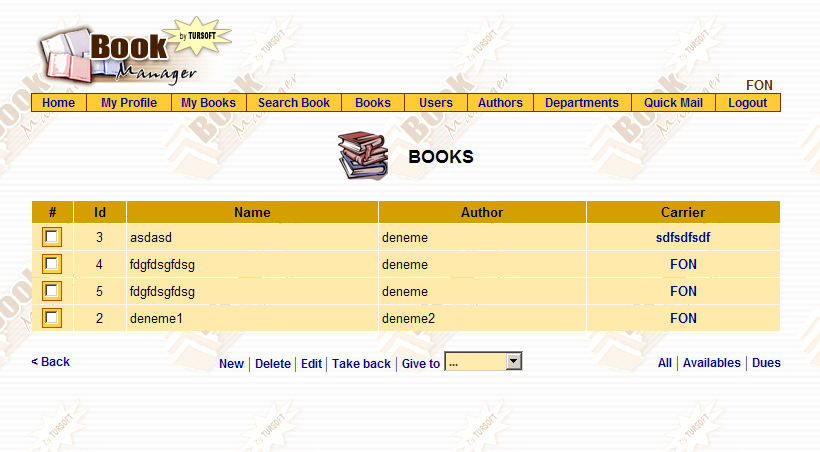 Book Manager by TURSOFT
FON
Home My Profile My Books Search Book Books Users Authors Departments Quick Mail Logout
BOOKS
# Id Name Author Carrier
3 asdasd deneme sdfsdfsdf
4 fdgfdsgfdsg deneme FON
5 fdgfdsgfdsg deneme FON
2 deneme1 deneme2 FON
< Back New | Delete | Edit | Take back | Give to ... All | Availables | Dues